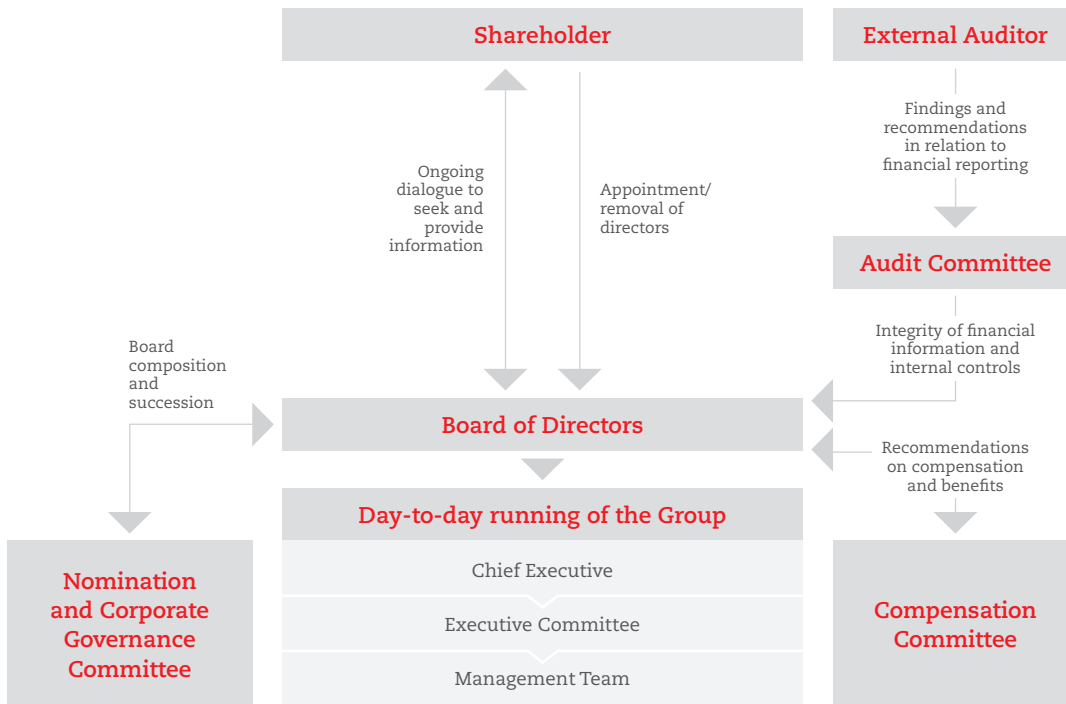 Shareholder
External Auditor
Findings and
recommendations
in relation to
financial reporting
Ongoing
dialogue to
seek and
provide
information
Appointment/
removal of
directors
Audit Committee
Integrity of financial
information and
internal controls
Board
composition
and
succession
Board of Directors
Recommendations
on compensation
and benefits
Day-to-day running of the Group
Chief Executive
Executive Committee
Management Team
Nomination
and Corporate
Governance
Committee
Compensation
Committee